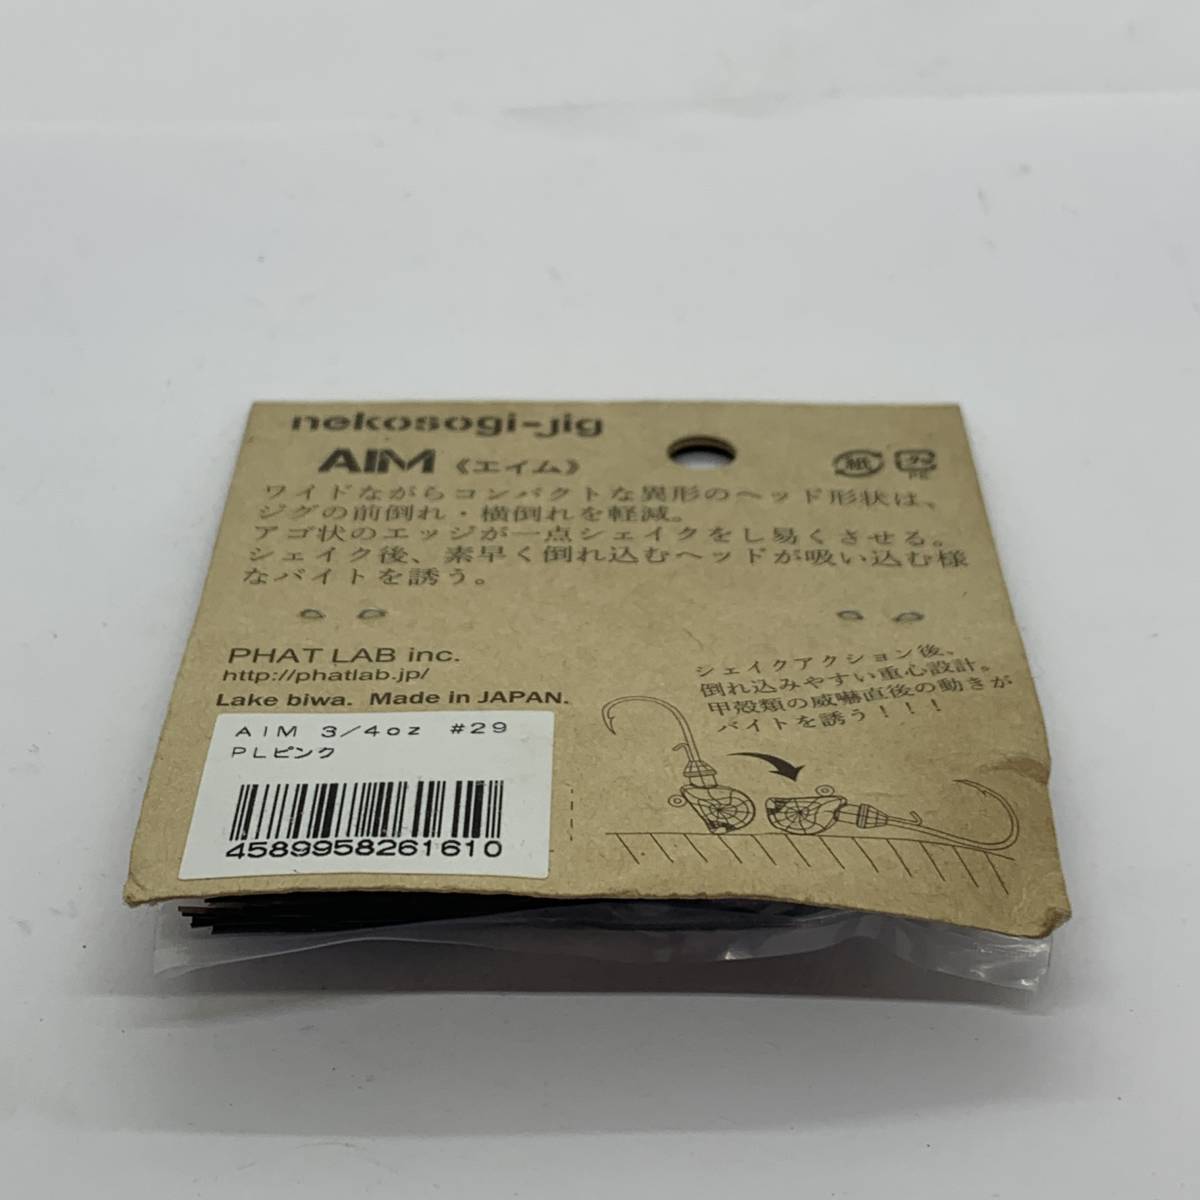 nekosogi-jig
AIM 《エイム》
紙 プラ
PE
ワイドながらコンパクトな異形のヘッド形状は、
ジグの前倒れ・横倒れを軽減。
アゴ状のエッジが一点シェイクをし易くさせる。
シェイク後、素早く倒れ込むヘッドが吸い込む様
なバイトを誘う。
PHAT LAB inc.
http://phatlab.jp/
Lake biwa. Made in JAPAN.
シェイクアクション後、
倒れ込みやすい重心設計。
甲殻類の威嚇直後の動きが
バイトを誘う!!!
AIM 3/4oz #29
PLピンク
4589958261610